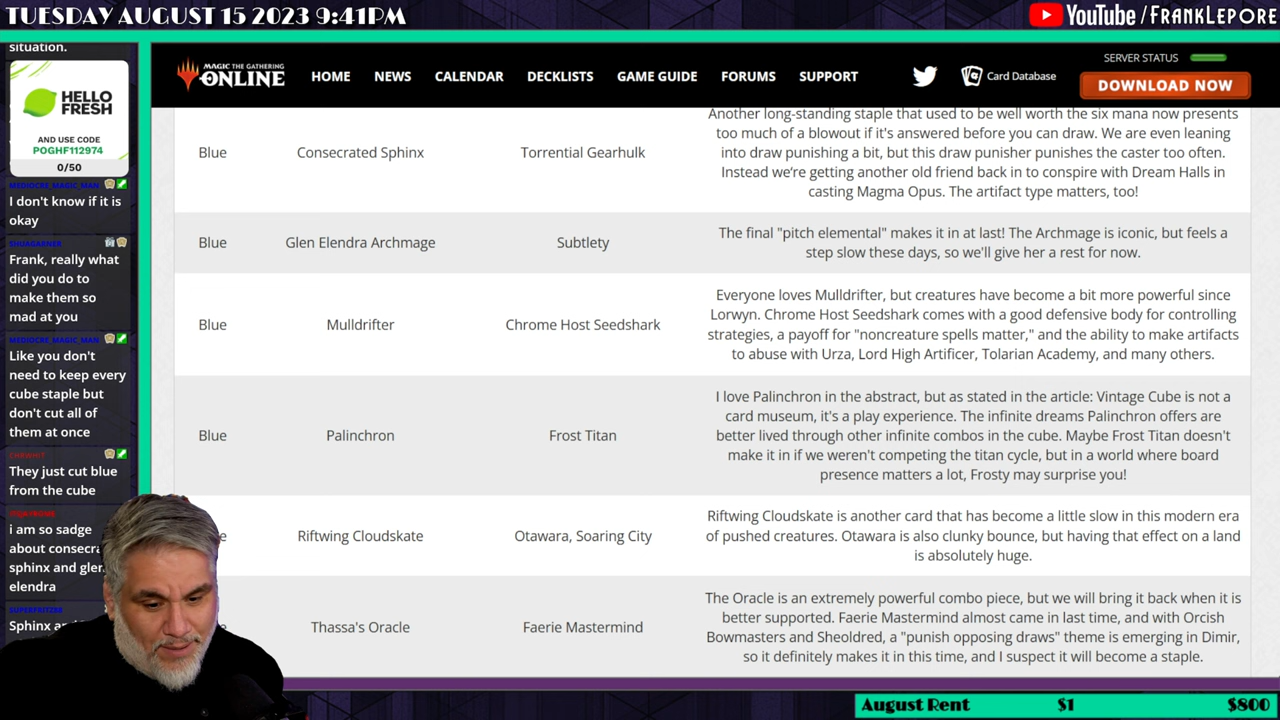 TUESDAY AUGUST 15 2023 9:41PM
YouTube /FRANKLEPORE
situation.
HELLO
FRESH
AND USE CODE
POGHF112974
0/50
MEDIOCRE_MAGIC_MAN
I don't know if it is
okay
SHUAGARNER
Frank, really what
did you do to
make them so
mad at you
MEDIOCRE_MAGIC_MAN
Like you don't
need to keep every
cube staple but
don't cut all of
them at once
They just cut blue
from the cube
i am so sadge
about consecra
sphinx and glen
elendra
SUPERFRITZER
Sphinx
MAGIC THE GATHERING
ONLINE
HOME
NEWS
CALENDAR
DECKLISTS
GAME GUIDE
FORUMS
SUPPORT
Card Database
SERVER STATUS
DOWNLOAD NOW
Blue
Consecrated Sphinx
Torrential Gearhulk
Another long-standing staple that used to be well worth the six mana now presents
too much of a blowout if it's answered before you can draw. We are even leaning
into draw punishing a bit, but this draw punisher punishes the caster too often.
Instead we're getting another old friend back in to conspire with Dream Halls in
casting Magma Opus. The artifact type matters, too!
Blue
Glen Elendra Archmage
Subtlety
The final "pitch elemental" makes it in at last! The Archmage is iconic, but feels a
step slow these days, so we'll give her a rest for now.
Blue
Mulldrifter
Chrome Host Seedshark
Everyone loves Mulldrifter, but creatures have become a bit more powerful since
Lorwyn. Chrome Host Seedshark comes with a good defensive body for controlling
strategies, a payoff for "noncreature spells matter," and the ability to make artifacts
to abuse with Urza, Lord High Artificer, Tolarian Academy, and many others.
Blue
Palinchron
Frost Titan
I love Palinchron in the abstract, but as stated in the article: Vintage Cube is not a
card museum, it's a play experience. The infinite dreams Palinchron offers are
better lived through other infinite combos in the cube. Maybe Frost Titan doesn't
make it in if we weren't competing the titan cycle, but in a world where board
presence matters a lot, Frosty may surprise you!
e
Riftwing Cloudskate
Otawara, Soaring City
Riftwing Cloudskate is another card that has become a little slow in this modern era
of pushed creatures. Otawara is also clunky bounce, but having that effect on a land
is absolutely huge.
Thassa's Oracle
Faerie Mastermind
The Oracle is an extremely powerful combo piece, but we will bring it back when it is
better supported. Faerie Mastermind almost came in last time, and with Orcish
Bowmasters and Sheoldred, a "punish opposing draws" theme is emerging in Dimir,
so it definitely makes it in this time, and I suspect it will become a staple.
August Rent
$1
$800